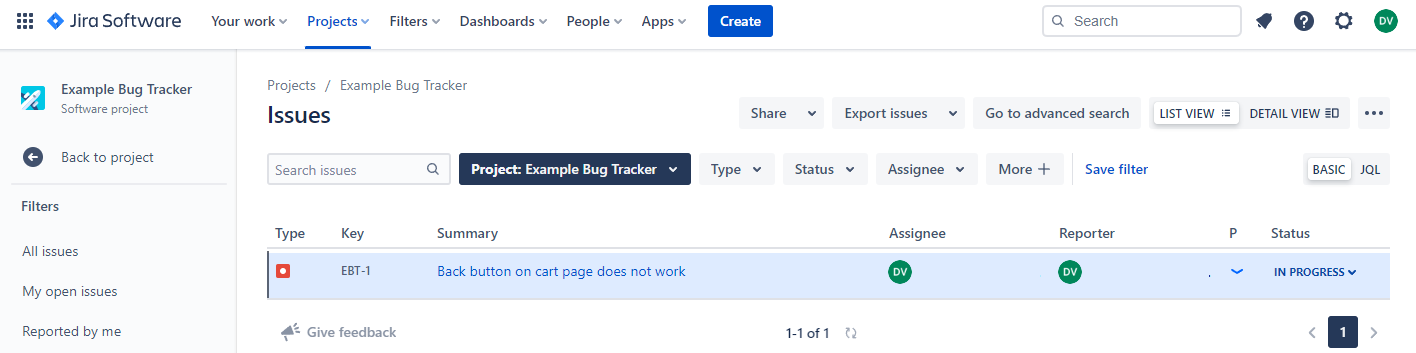 Jira Software Your work Projects Filters Dashboards People Apps Create Search DV
Example Bug Tracker
Software project
Back to project
Filters
All issues
My open issues
Reported by me
Projects / Example Bug Tracker
Issues
Share Export issues Go to advanced search LIST VIEW DETAIL VIEW
Search issues Project: Example Bug Tracker Type Status Assignee More + Save filter BASIC JQL
Type Key Summary Assignee Reporter P Status
EBT-1 Back button on cart page does not work DV DV IN PROGRESS
Give feedback 1-1 of 1 1